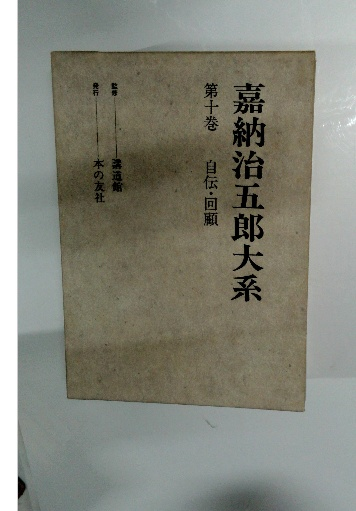 嘉納治五郎大系
第十巻 自伝・回顧
監修――講道館
発行――本の友社